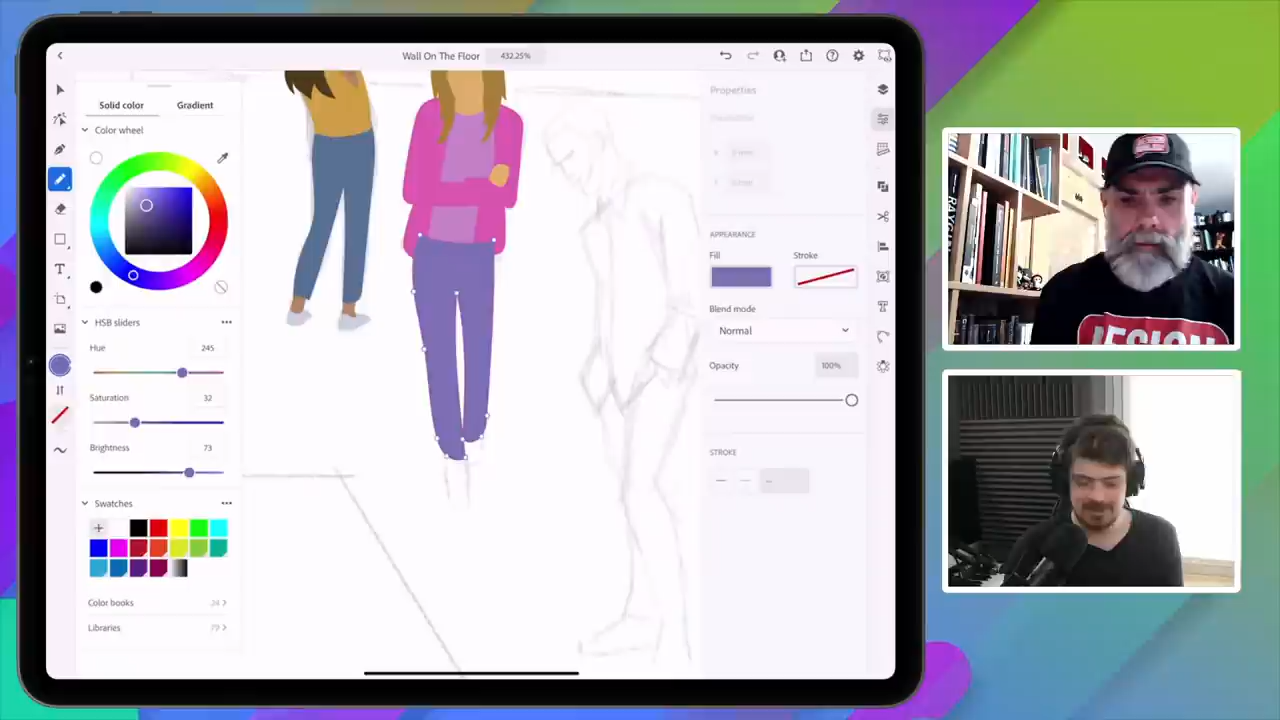 Wall On The Floor 432.25%
Solid color Gradient
Color wheel
HSB sliders
Hue 245
Saturation 32
Brightness 73
Swatches
Color books 24
Libraries
Properties
APPEARANCE
Fill Stroke
Blend mode
Normal
Opacity 100%
STROKE
T